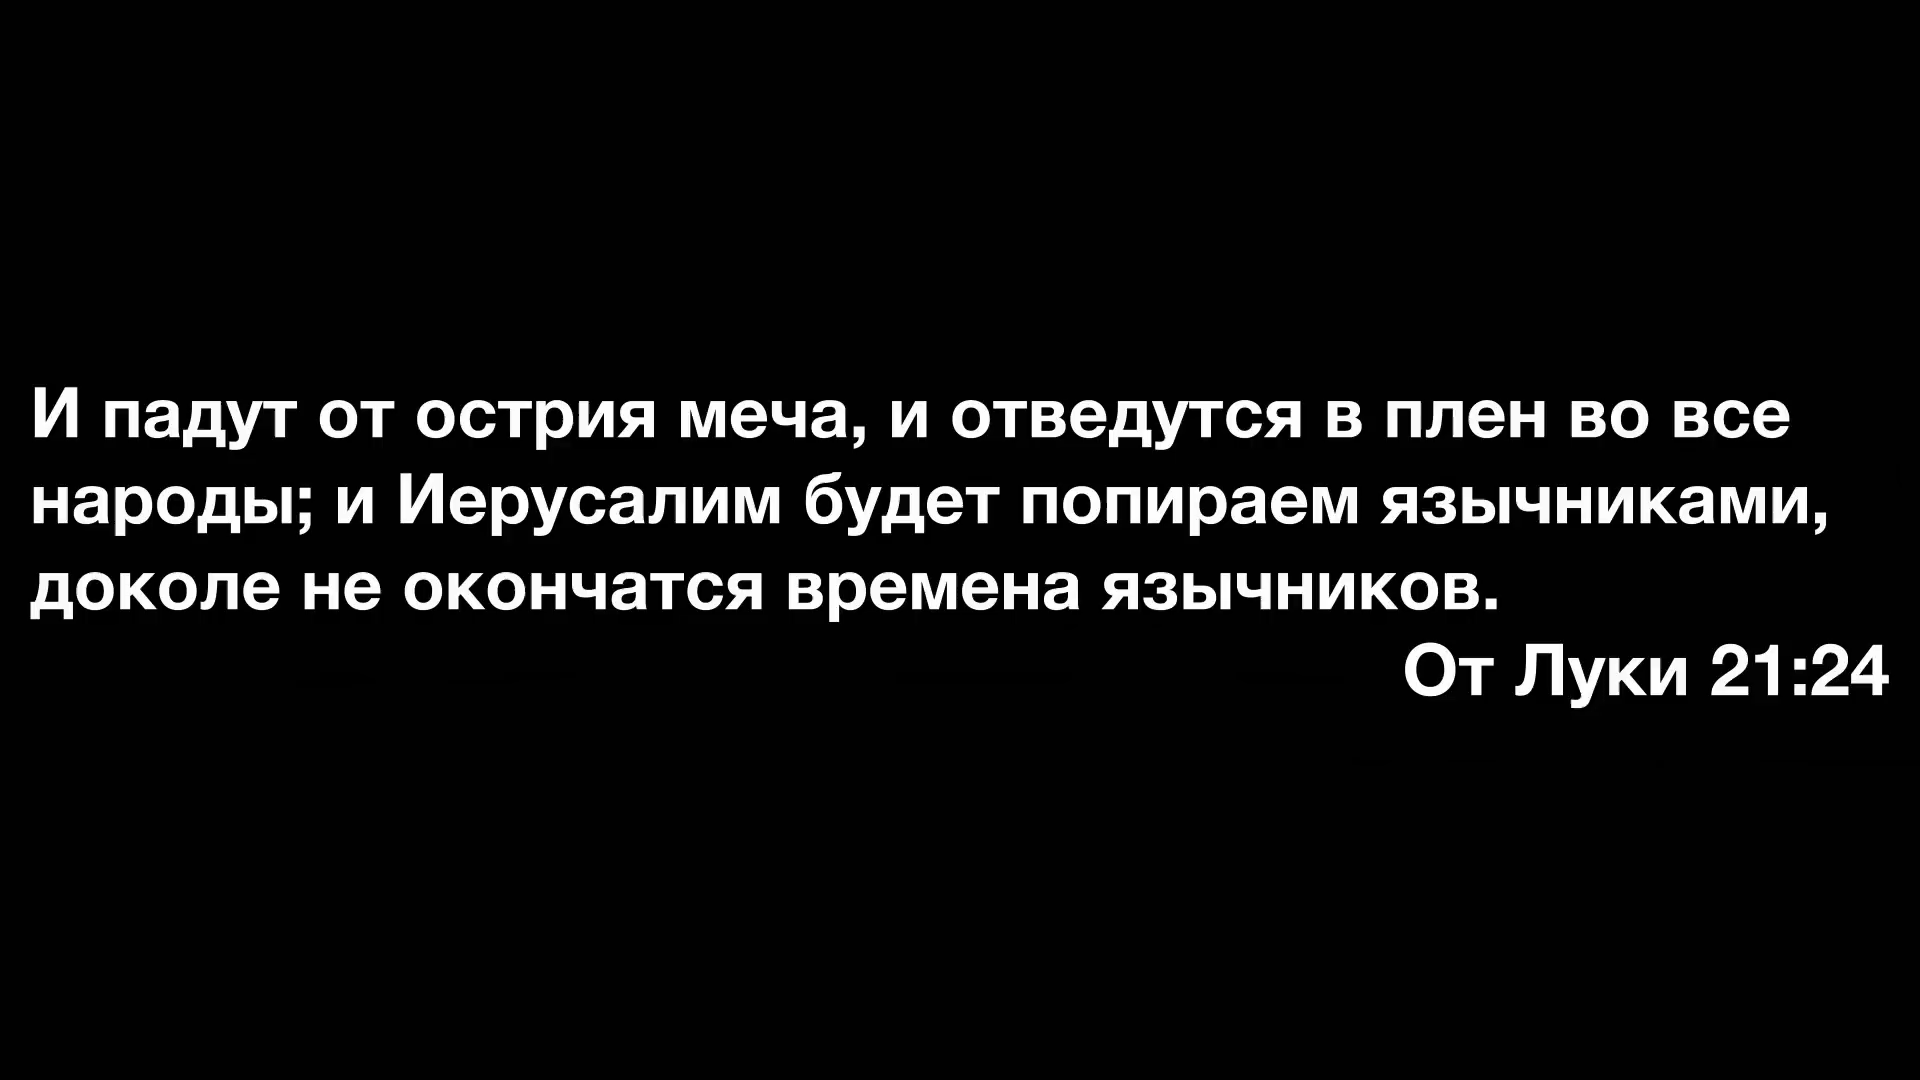 И падут от острия меча, и отведутся в плен во все
народы; и Иерусалим будет попираем язычниками,
доколе не окончатся времена язычников.
От Луки 21:24